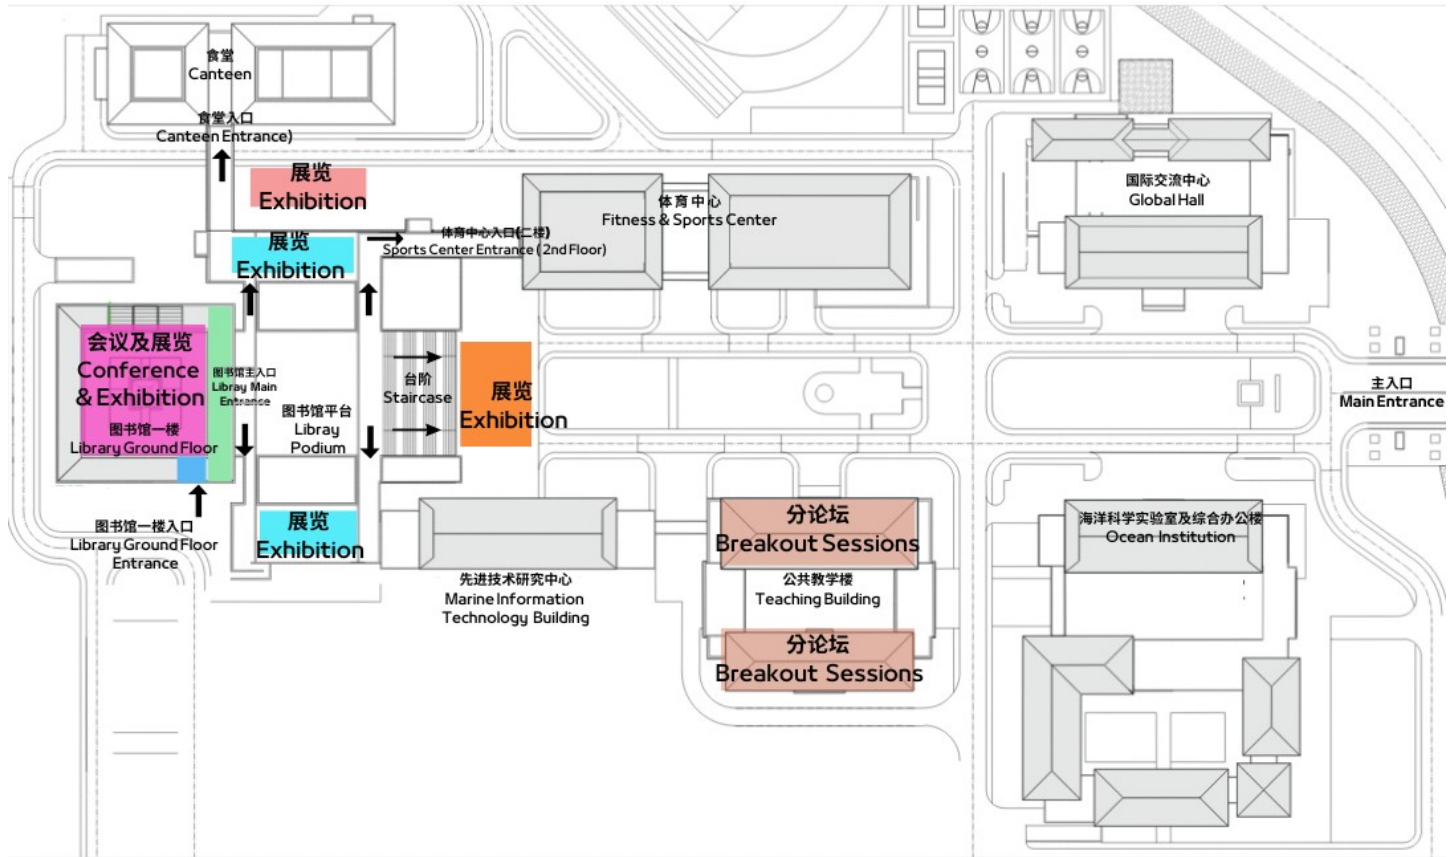 食堂
Canteen
食堂入口
Canteen Entrance)
展览
Exhibition
展览
Exhibition
体育中心入口(二楼)
Sports Center Entrance ( 2nd Floor)
体育中心
Fitness & Sports Center
国际交流中心
Global Hall
会议及展览
Conference
& Exhibition
图书馆一楼
Library Ground Floor
图书馆主入口
Libray Main
Entrance
图书馆平台
Libray
Podium
台阶
Staircase
展览
Exhibition
主入口
Main Entrance
图书馆一楼入口
Library Ground Floor
Entrance
展览
Exhibition
先进技术研究中心
Marine Information
Technology Building
分论坛
Breakout Sessions
公共教学楼
Teaching Building
分论坛
Breakout Sessions
海洋科学实验室及综合办公楼
Ocean Institution